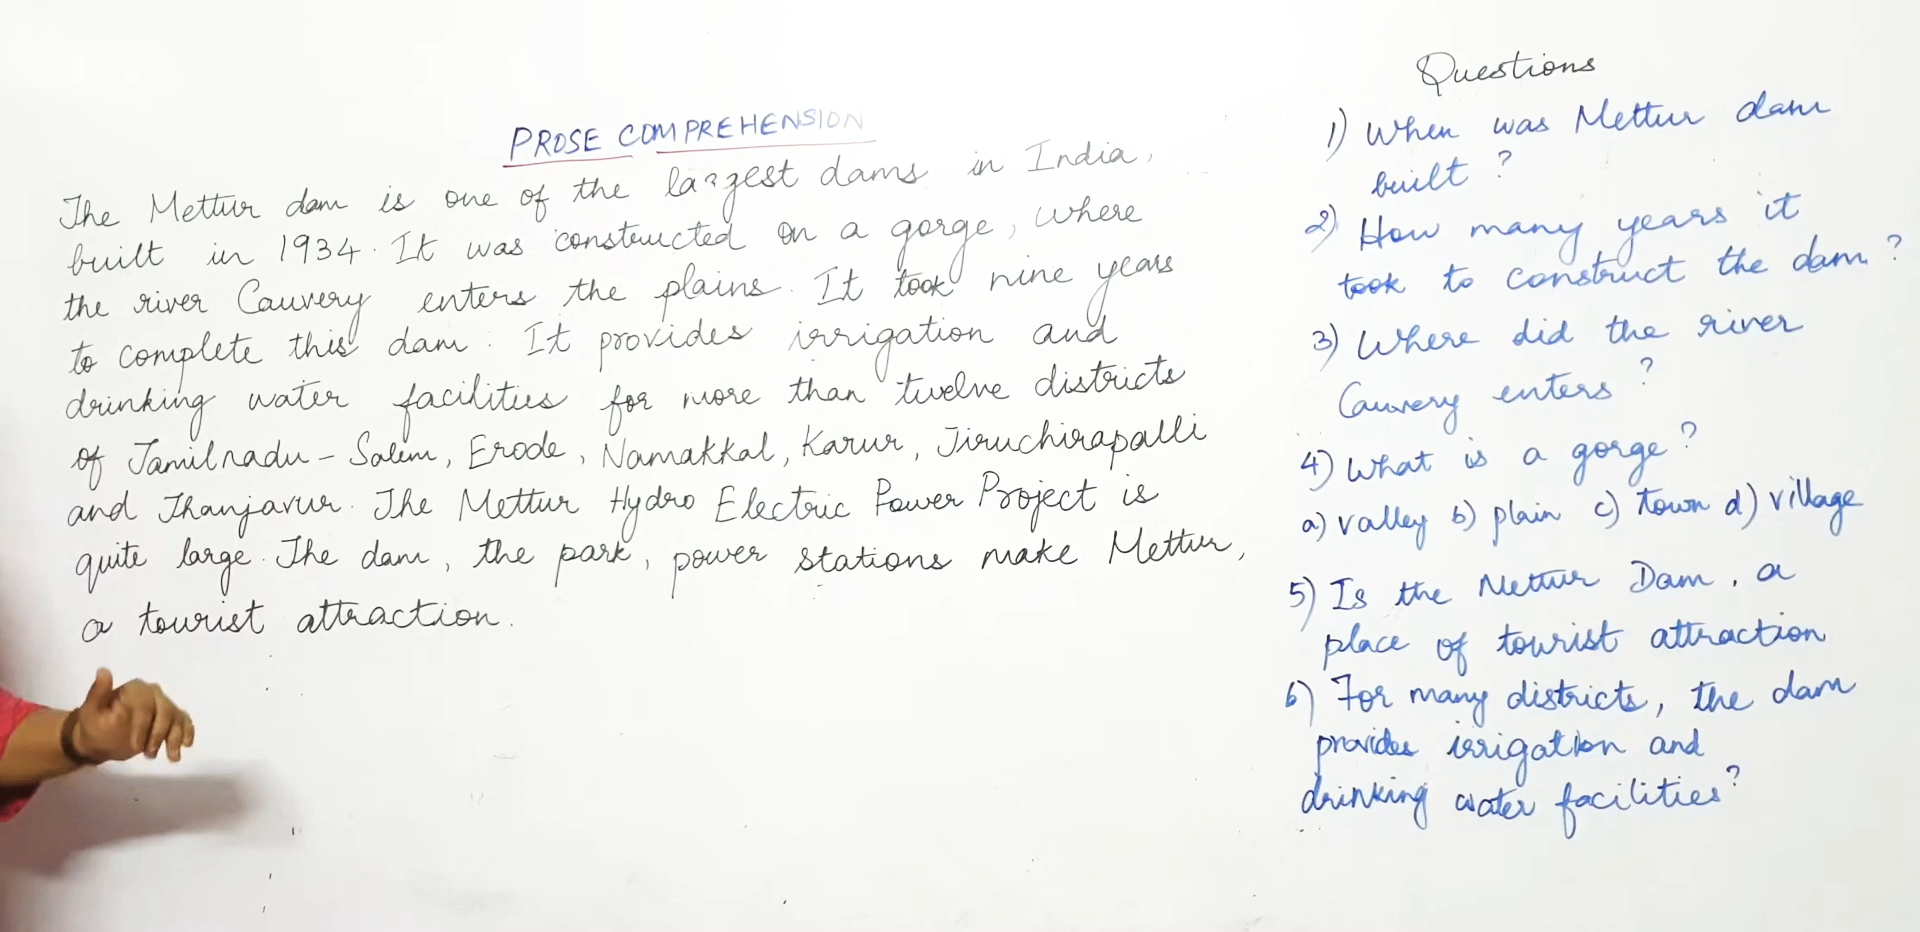 PROSE COMPREHENSION
The Mettur dam is one of the largest dams in India,
built in 1934. It was constructed on a gorge, where
the river Cauvery enters the plains. It took nine years
to complete this dam. It provides irrigation and
drinking water facilities for more than twelve districts
of Tamilnadu - Salem, Erode, Namakkal, Karur, Tiruchirapalli
and Thanjavur. The Mettur Hydro Electric Power Project is
quite large. The dam, the park, power stations make Mettur,
a tourist attraction.
Questions
1) When was Mettur dam
built?
2) How many years it
took to construct the dam?
3) Where did the river
Cauvery enters?
4) What is a gorge?
a) valley b) plain c) town d) village
5) Is the Mettur Dam, a
place of tourist attraction
6) For many districts, the dam
provides irrigation and
drinking water facilities?